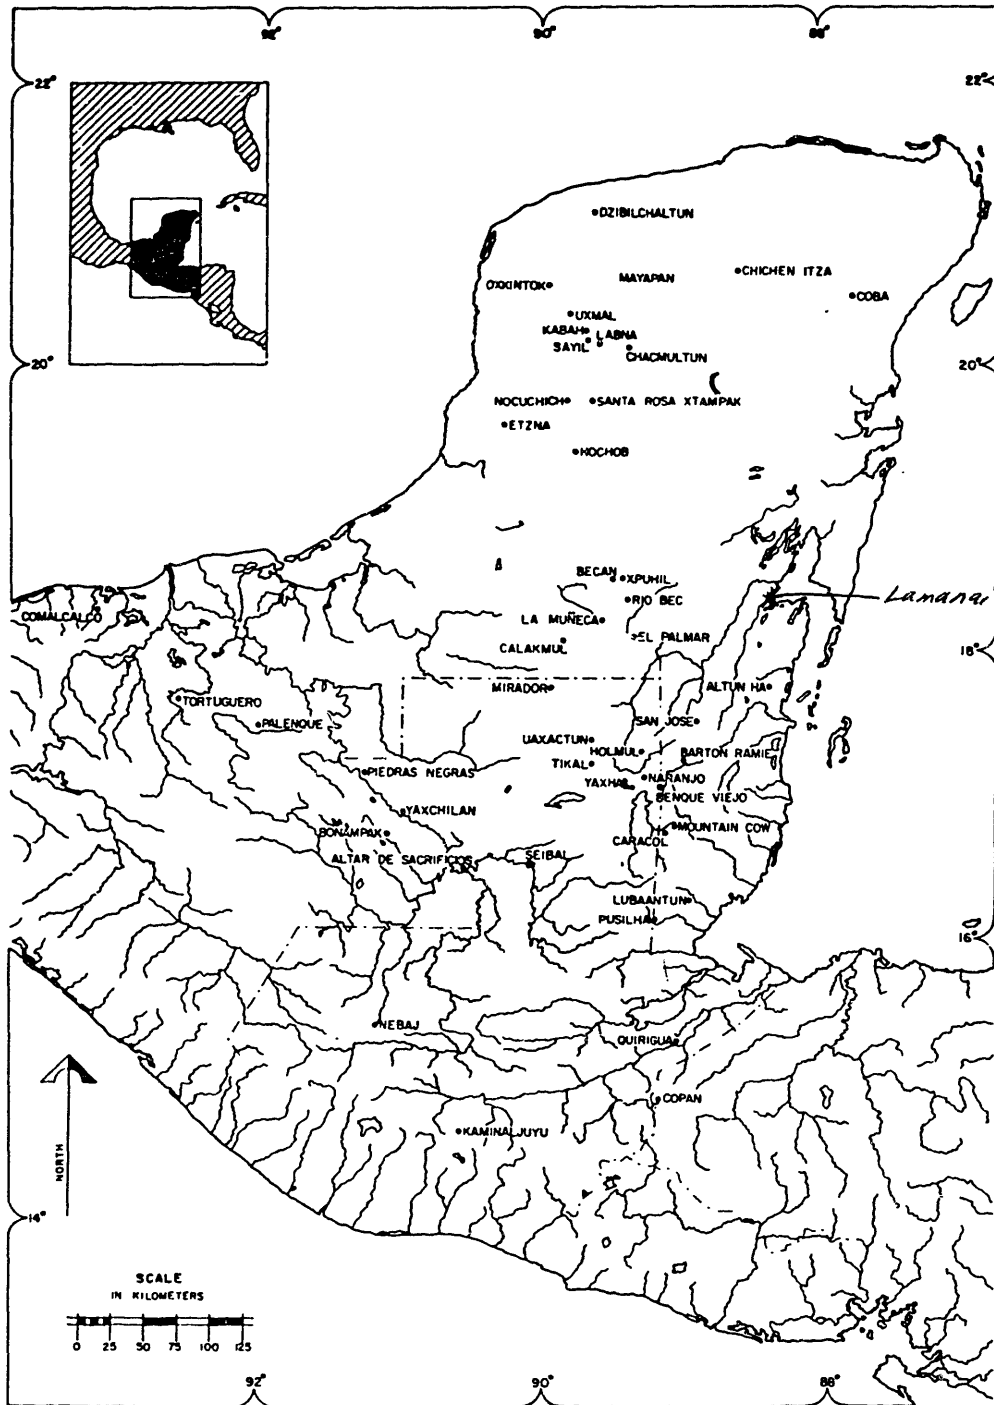 92° 90° 88°
22° 22°
DZIBILCHALTUN
MAYAPAN CHICHEN ITZA
OXKINTOK COBA
UXMAL
KABAH LABNA
SAYIL CHACMULTUN
20° 20°
NOCUCHICH SANTA ROSA XTAMPAK
ETZNA
HOCHOB
BECAN XPUHIL
RIO BEC Lamanai
COMALCALCO LA MUÑECA
EL PALMAR
CALAKMUL 18°
MIRADOR ALTUN HA
TORTUGUERO
PALENQUE SAN JOSE
UAXACTUN
HOLMUL BARTON RAMIE
TIKAL
PIEDRAS NEGRAS YAXHA NARANJO
BENQUE VIEJO
YAXCHILAN
BONAMPAK MOUNTAIN COW
CARACOL
ALTAR DE SACRIFICIOS SEIBAL
LUBAANTUN
PUSILHA
16°
NEBAJ
QUIRIGUA
COPAN
KAMINALJUYU
NORTH
14°
SCALE
IN KILOMETERS
0 25 50 75 100 125
92° 90° 88°